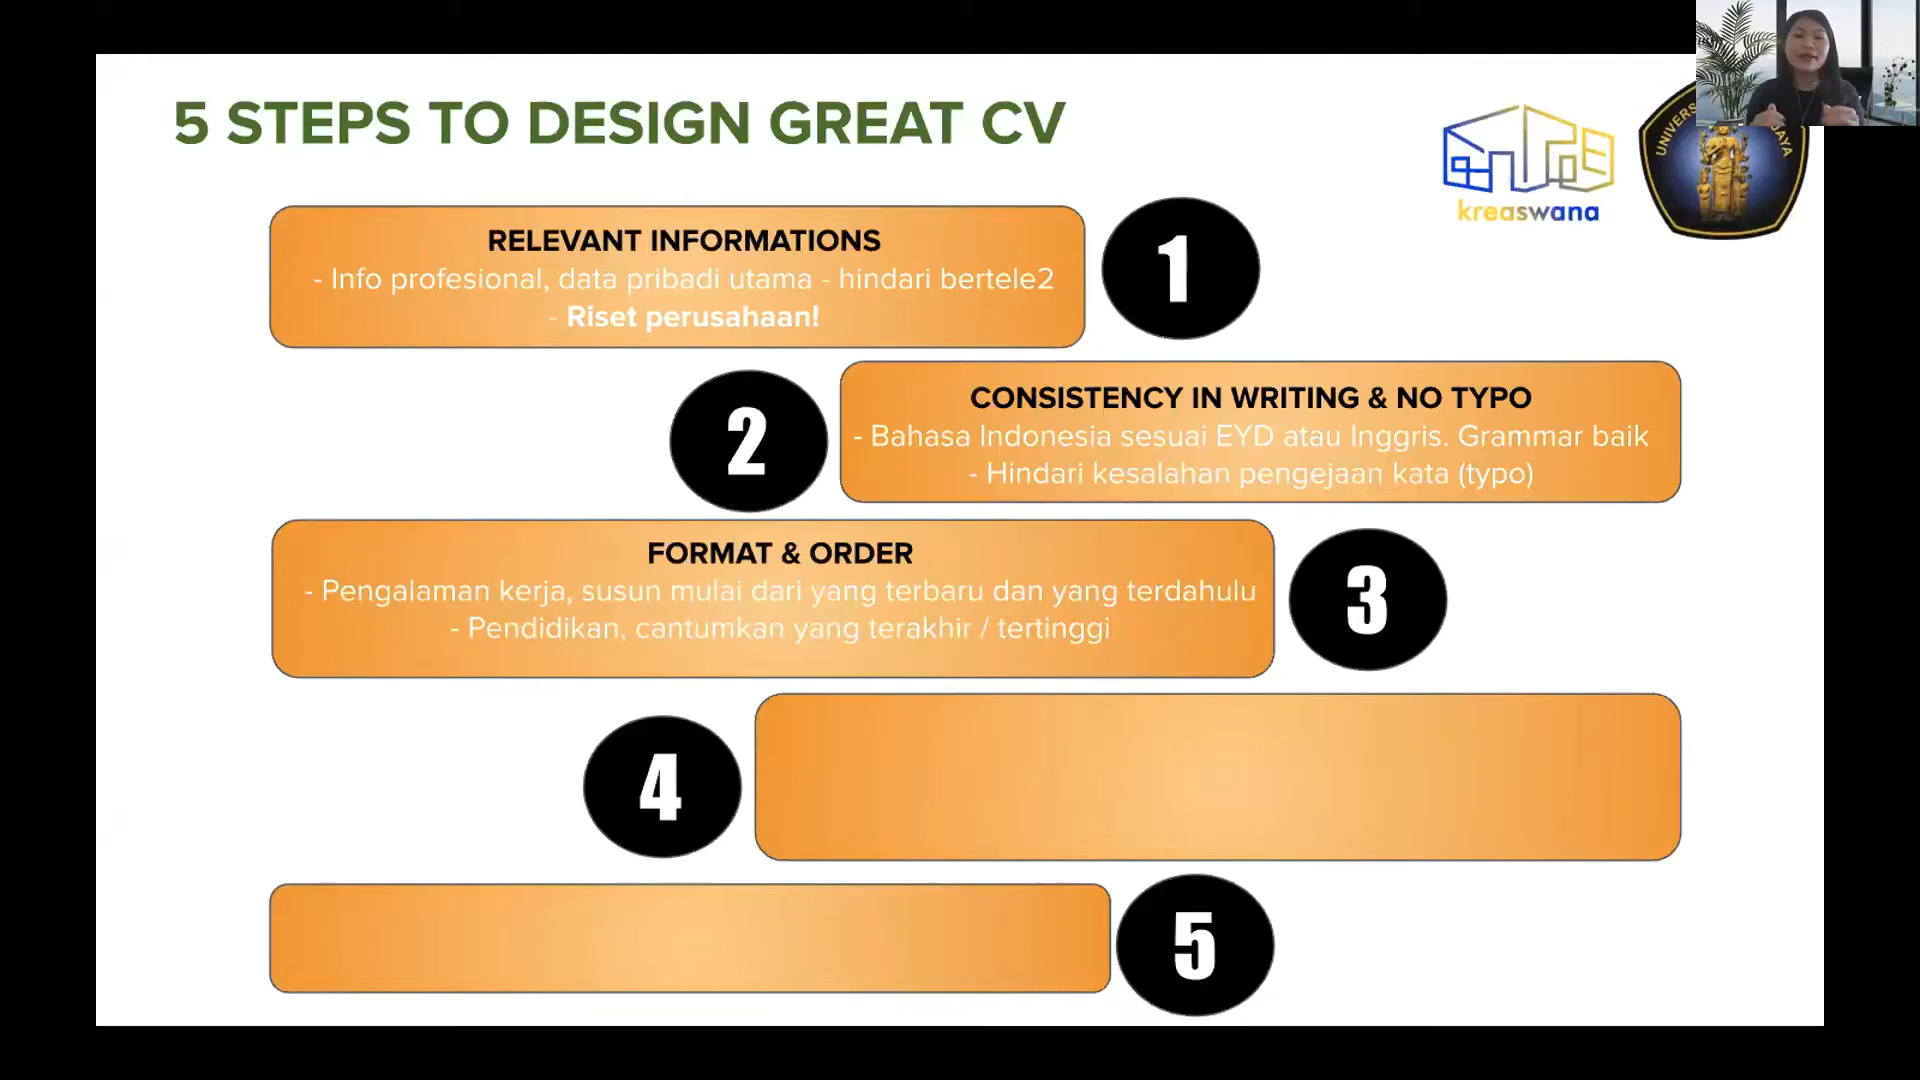 5 STEPS TO DESIGN GREAT CV
kreaswana
RELEVANT INFORMATIONS
- Info profesional, data pribadi utama - hindari bertele2
- Riset perusahaan!
1
2
CONSISTENCY IN WRITING & NO TYPO
- Bahasa Indonesia sesuai EYD atau Inggris. Grammar baik
- Hindari kesalahan pengejaan kata (typo)
FORMAT & ORDER
- Pengalaman kerja, susun mulai dari yang terbaru dan yang terdahulu
- Pendidikan, cantumkan yang terakhir / tertinggi
3
4
5